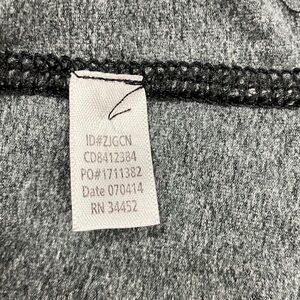 ID#ZJGCN
CD8412384
PO#1711382
Date 070414
RN 34452